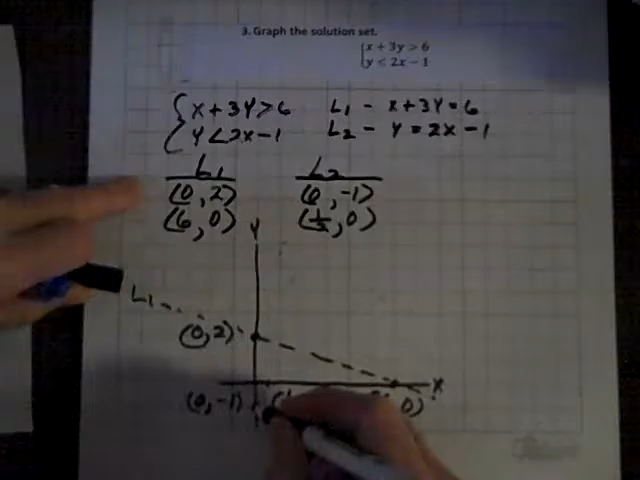 3. Graph the solution set.
{x + 3y > 6
y < 2x - 1
{x + 3y > 6   L1 - x + 3y = 6
y < 2x - 1   L2 - y = 2x - 1
L1   L2
(0, 2)   (0, -1)
(6, 0)   (1/2, 0)
Y
L1
(0, 2)
X
(0, -1)   0)